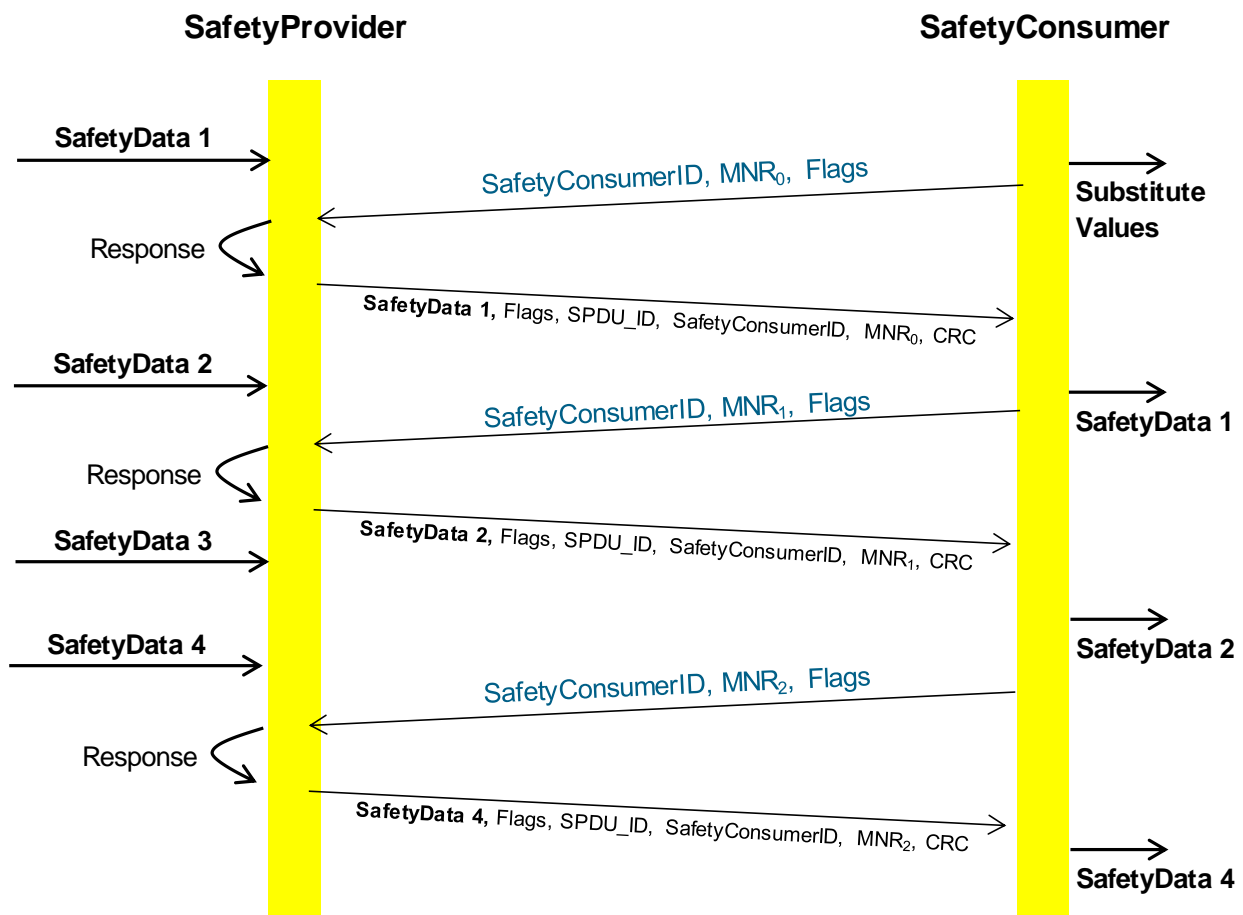 SafetyProvider
SafetyConsumer
SafetyData 1
SafetyConsumerID, MNR₀, Flags
Substitute
Values
Response
SafetyData 1, Flags, SPDU_ID, SafetyConsumerID, MNR₀, CRC
SafetyData 2
SafetyConsumerID, MNR₁, Flags
SafetyData 1
Response
SafetyData 2, Flags, SPDU_ID, SafetyConsumerID, MNR₁, CRC
SafetyData 3
SafetyData 4
SafetyData 2
SafetyConsumerID, MNR₂, Flags
Response
SafetyData 4, Flags, SPDU_ID, SafetyConsumerID, MNR₂, CRC
SafetyData 4